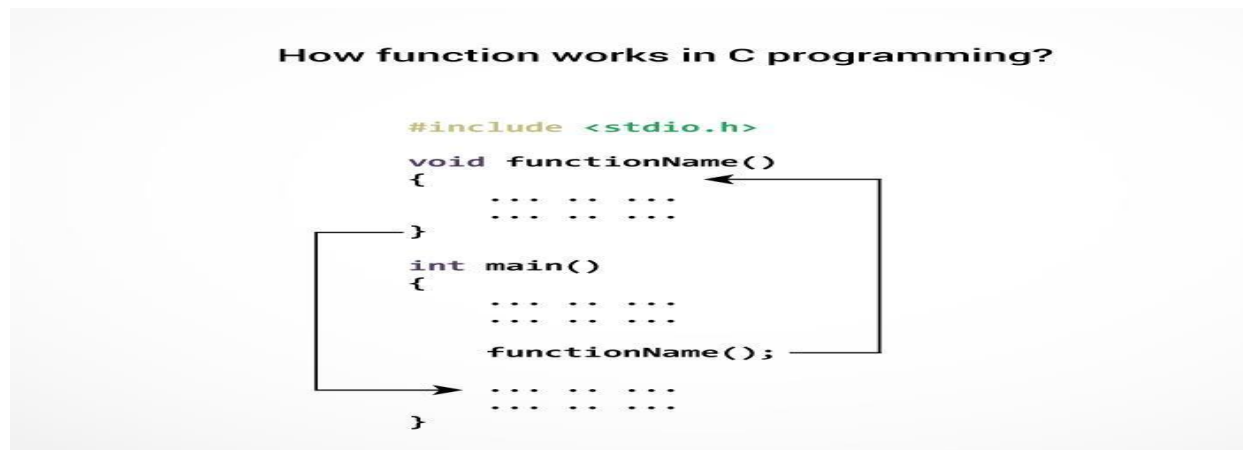 How function works in C programming?
#include <stdio.h>
void functionName()
{
... .. ...
... .. ...
}
int main()
{
... .. ...
... .. ...
functionName();
... .. ...
... .. ...
}